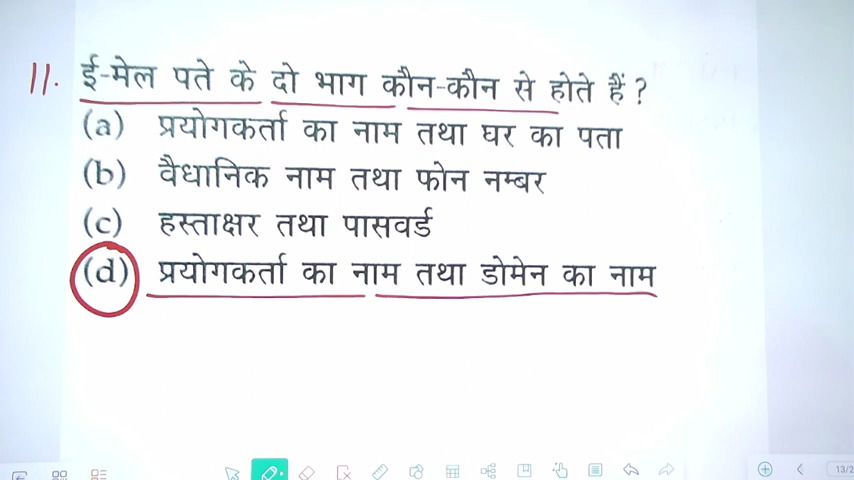 11. ई-मेल पते के दो भाग कौन-कौन से होते हैं ?
(a) प्रयोगकर्ता का नाम तथा घर का पता
(b) वैधानिक नाम तथा फोन नम्बर
(c) हस्ताक्षर तथा पासवर्ड
(d) प्रयोगकर्ता का नाम तथा डोमेन का नाम